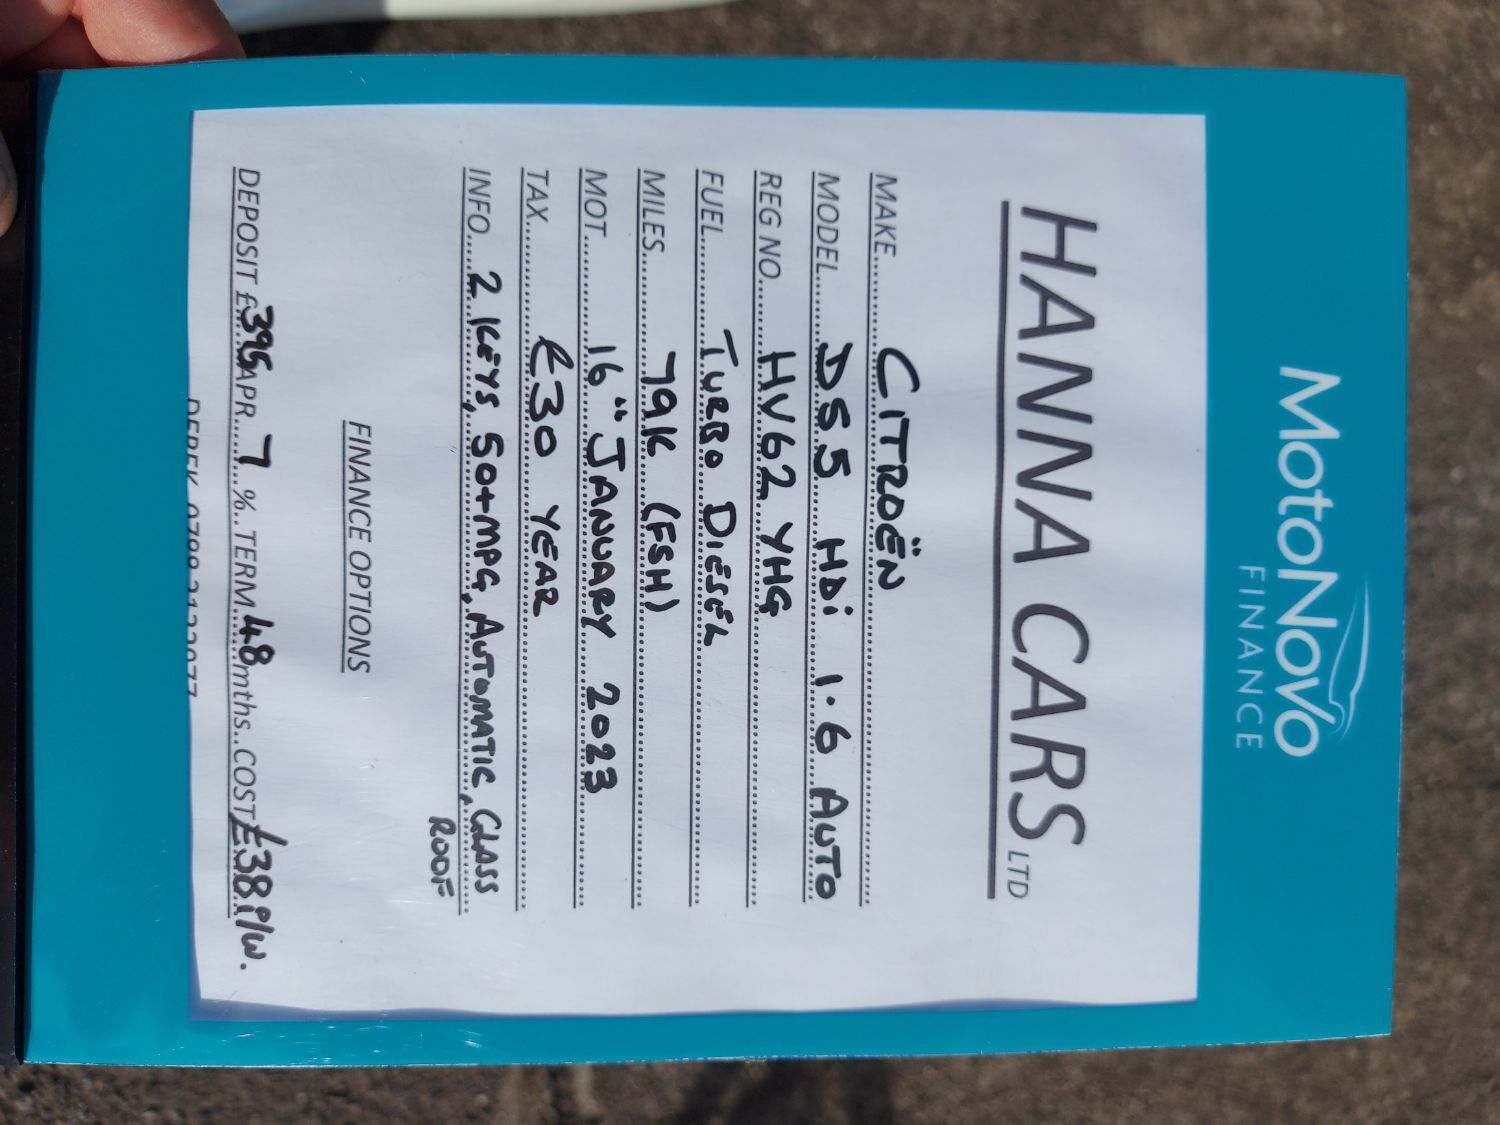 MotoNovo
FINANCE
HANNA CARS LTD
MAKE.......... CITROËN
MODEL....... DS5 HDi 1.6 AUTO
REG NO...... HV62 YHG
FUEL........... TURBO DIESEL
MILES.......... 79K (FSH)
MOT............ 16" JANUARY 2023
TAX............. £30 YEAR
INFO..... 2 KEYS, 50+MPG, AUTOMATIC, GLASS
ROOF
FINANCE OPTIONS
DEPOSIT £395 APR..... 7 %..TERM 48 mths..COST £38 P/W.
DEREK